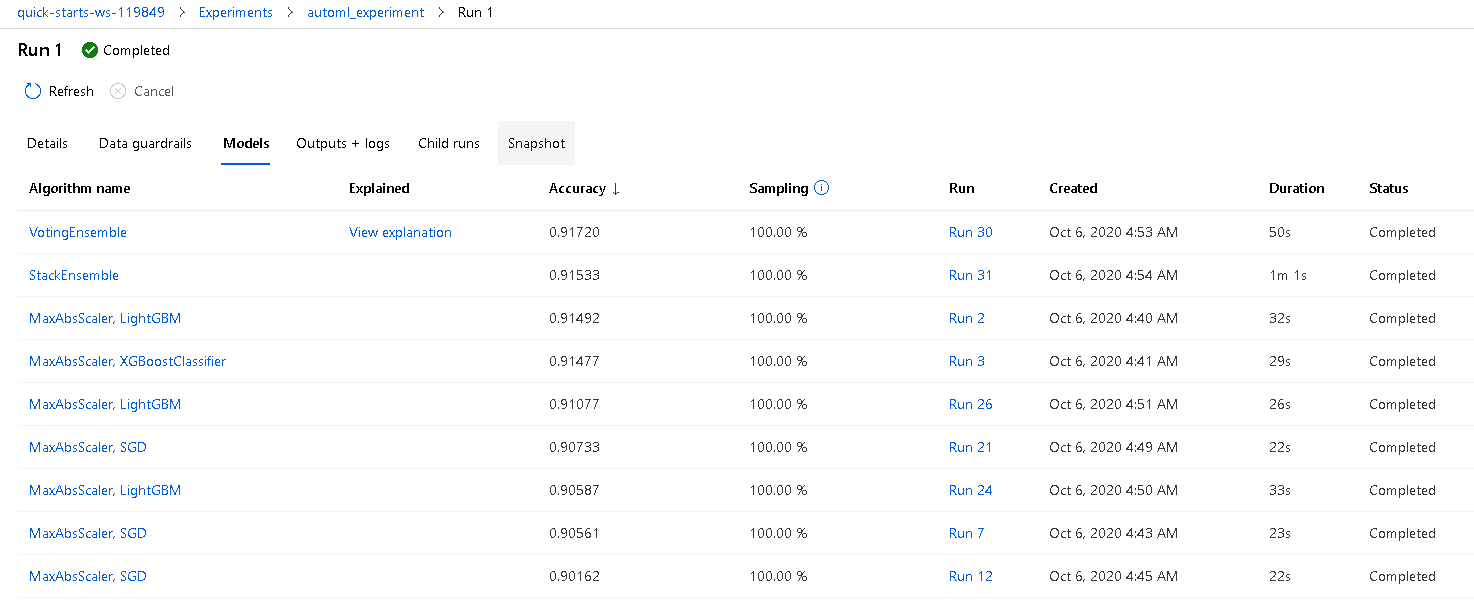 quick-starts-ws-119849 > Experiments > automl_experiment > Run 1
Run 1 Completed
Refresh Cancel
Details Data guardrails Models Outputs + logs Child runs Snapshot
Algorithm name Explained Accuracy ↓ Sampling Run Created Duration Status
VotingEnsemble View explanation 0.91720 100.00 % Run 30 Oct 6, 2020 4:53 AM 50s Completed
StackEnsemble 0.91533 100.00 % Run 31 Oct 6, 2020 4:54 AM 1m 1s Completed
MaxAbsScaler, LightGBM 0.91492 100.00 % Run 2 Oct 6, 2020 4:40 AM 32s Completed
MaxAbsScaler, XGBoostClassifier 0.91477 100.00 % Run 3 Oct 6, 2020 4:41 AM 29s Completed
MaxAbsScaler, LightGBM 0.91077 100.00 % Run 26 Oct 6, 2020 4:51 AM 26s Completed
MaxAbsScaler, SGD 0.90733 100.00 % Run 21 Oct 6, 2020 4:49 AM 22s Completed
MaxAbsScaler, LightGBM 0.90587 100.00 % Run 24 Oct 6, 2020 4:50 AM 33s Completed
MaxAbsScaler, SGD 0.90561 100.00 % Run 7 Oct 6, 2020 4:43 AM 23s Completed
MaxAbsScaler, SGD 0.90162 100.00 % Run 12 Oct 6, 2020 4:45 AM 22s Completed